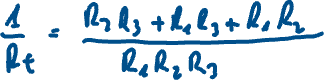 1/Rt = (R2 R3 + R1 R3 + R1 R2) / (R1 R2 R3)